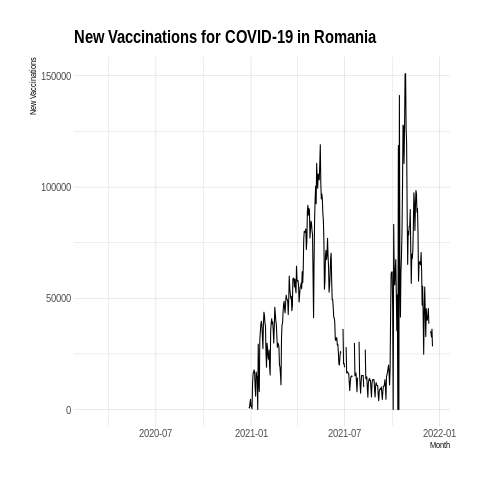 New Vaccinations for COVID-19 in Romania
New Vaccinations
150000
100000
50000
0
2020-07 2021-01 2021-07 2022-01
Month